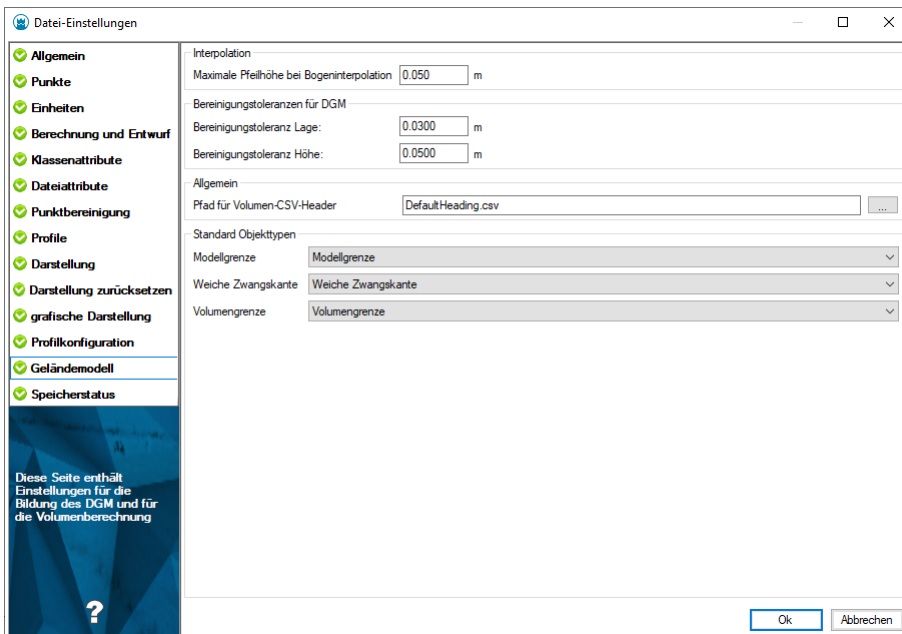 Datei-Einstellungen
Allgemein
Punkte
Einheiten
Berechnung und Entwurf
Klassenattribute
Dateiattribute
Punktbereinigung
Profile
Darstellung
Darstellung zurücksetzen
grafische Darstellung
Profilkonfiguration
Geländemodell
Speicherstatus
Diese Seite enthält
Einstellungen für die
Bildung des DGM und für
die Volumenberechnung
?
Interpolation
Maximale Pfeilhöhe bei Bogeninterpolation 0.050 m
Bereinigungstoleranzen für DGM
Bereinigungstoleranz Lage: 0.0300 m
Bereinigungstoleranz Höhe: 0.0500 m
Allgemein
Pfad für Volumen-CSV-Header DefaultHeading.csv ...
Standard Objekttypen
Modellgrenze Modellgrenze
Weiche Zwangskante Weiche Zwangskante
Volumengrenze Volumengrenze
Ok Abbrechen